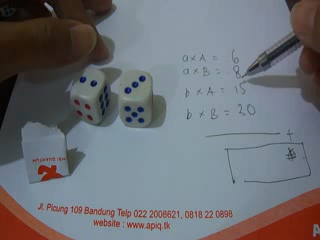 a x A = 6
a x B = 8
b x A = 15
b x B = 20
+
Jl. Picung 109 Bandung Telp 022 2008621, 0818 22 0898
website : www.apiq.tk